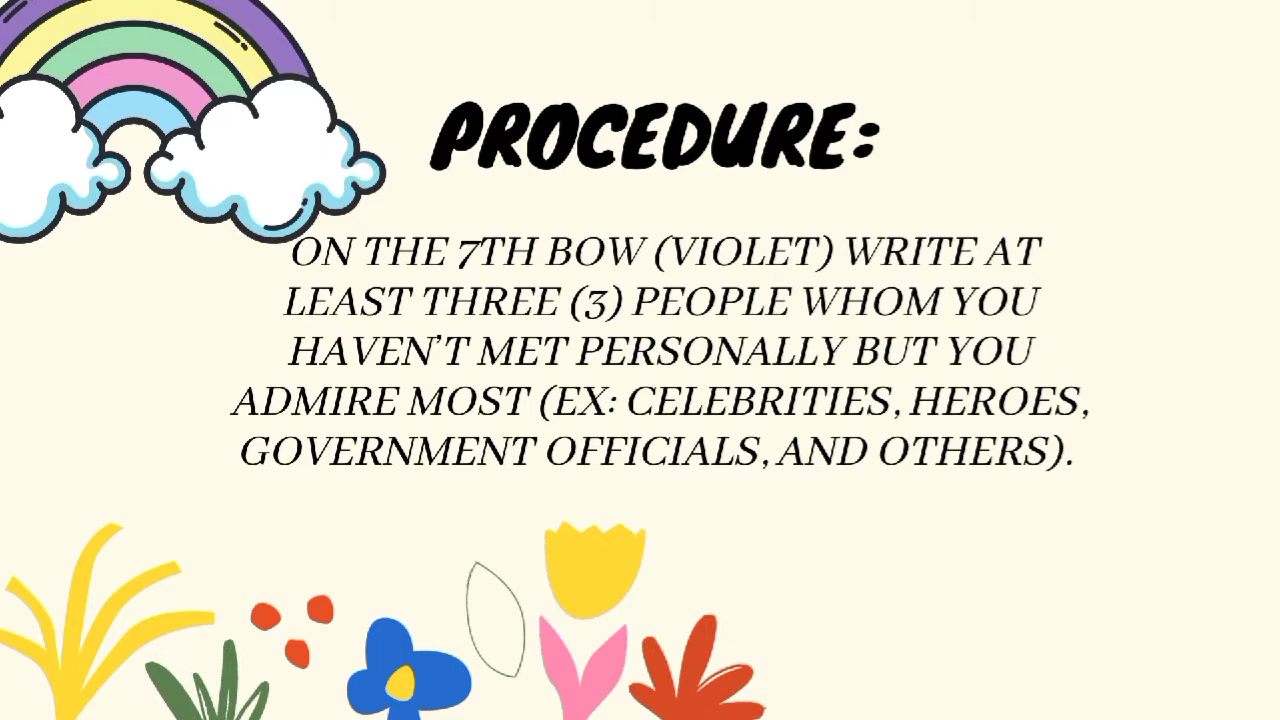 PROCEDURE:
ON THE 7TH BOW (VIOLET) WRITE AT
LEAST THREE (3) PEOPLE WHOM YOU
HAVEN'T MET PERSONALLY BUT YOU
ADMIRE MOST (EX: CELEBRITIES, HEROES,
GOVERNMENT OFFICIALS, AND OTHERS).